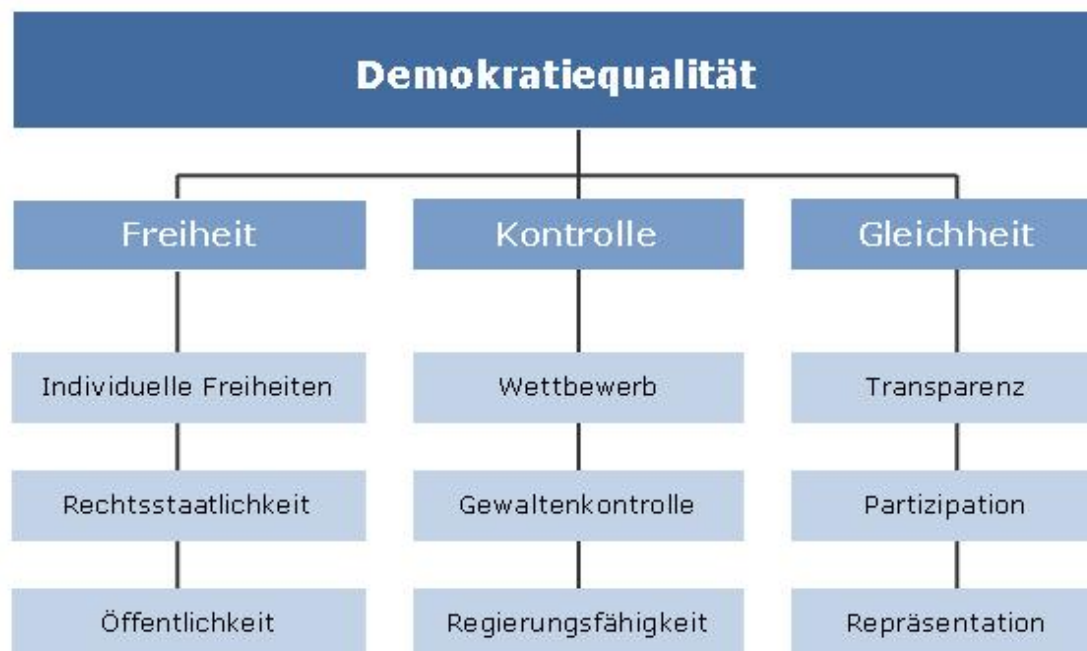 Demokratiequalität
Freiheit
Kontrolle
Gleichheit
Individuelle Freiheiten
Wettbewerb
Transparenz
Rechtsstaatlichkeit
Gewaltenkontrolle
Partizipation
Öffentlichkeit
Regierungsfähigkeit
Repräsentation